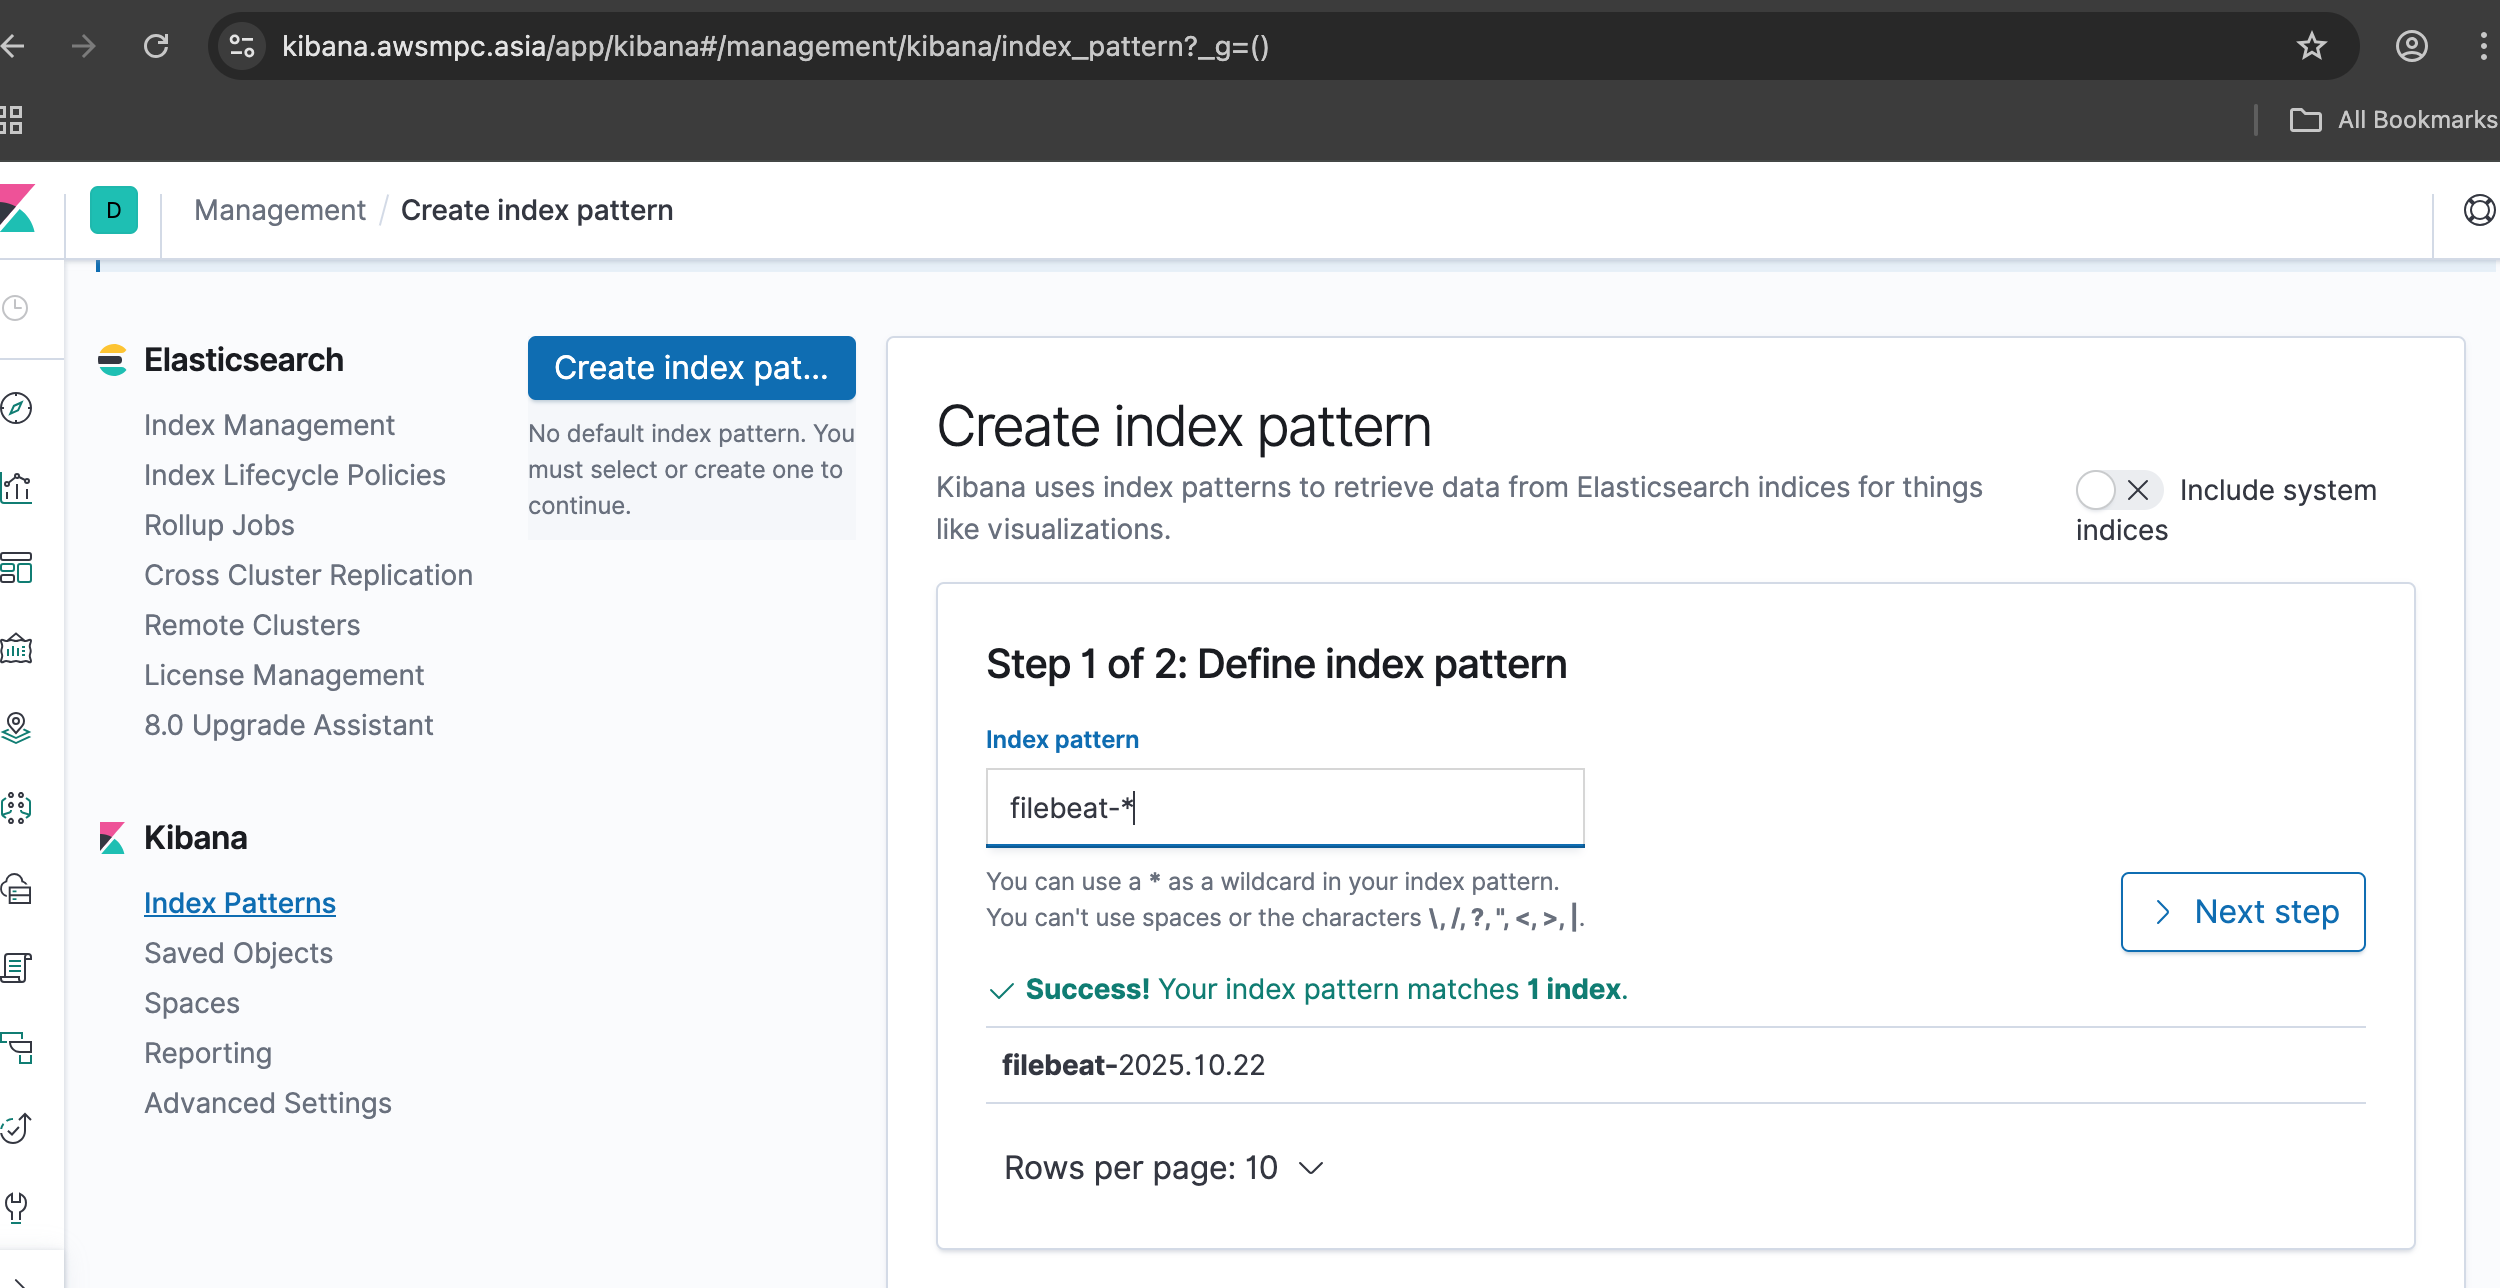 kibana.awsmpc.asia/app/kibana#/management/kibana/index_pattern?_g=()
All Bookmarks
D
Management / Create index pattern
Elasticsearch
Index Management
Index Lifecycle Policies
Rollup Jobs
Cross Cluster Replication
Remote Clusters
License Management
8.0 Upgrade Assistant
Kibana
Index Patterns
Saved Objects
Spaces
Reporting
Advanced Settings
Create index pat...
No default index pattern. You
must select or create one to
continue.
Create index pattern
Kibana uses index patterns to retrieve data from Elasticsearch indices for things
like visualizations.
Include system
indices
Step 1 of 2: Define index pattern
Index pattern
filebeat-*
You can use a * as a wildcard in your index pattern.
You can't use spaces or the characters \, /, ?, ", <, >, |.
Next step
Success! Your index pattern matches 1 index.
filebeat-2025.10.22
Rows per page: 10